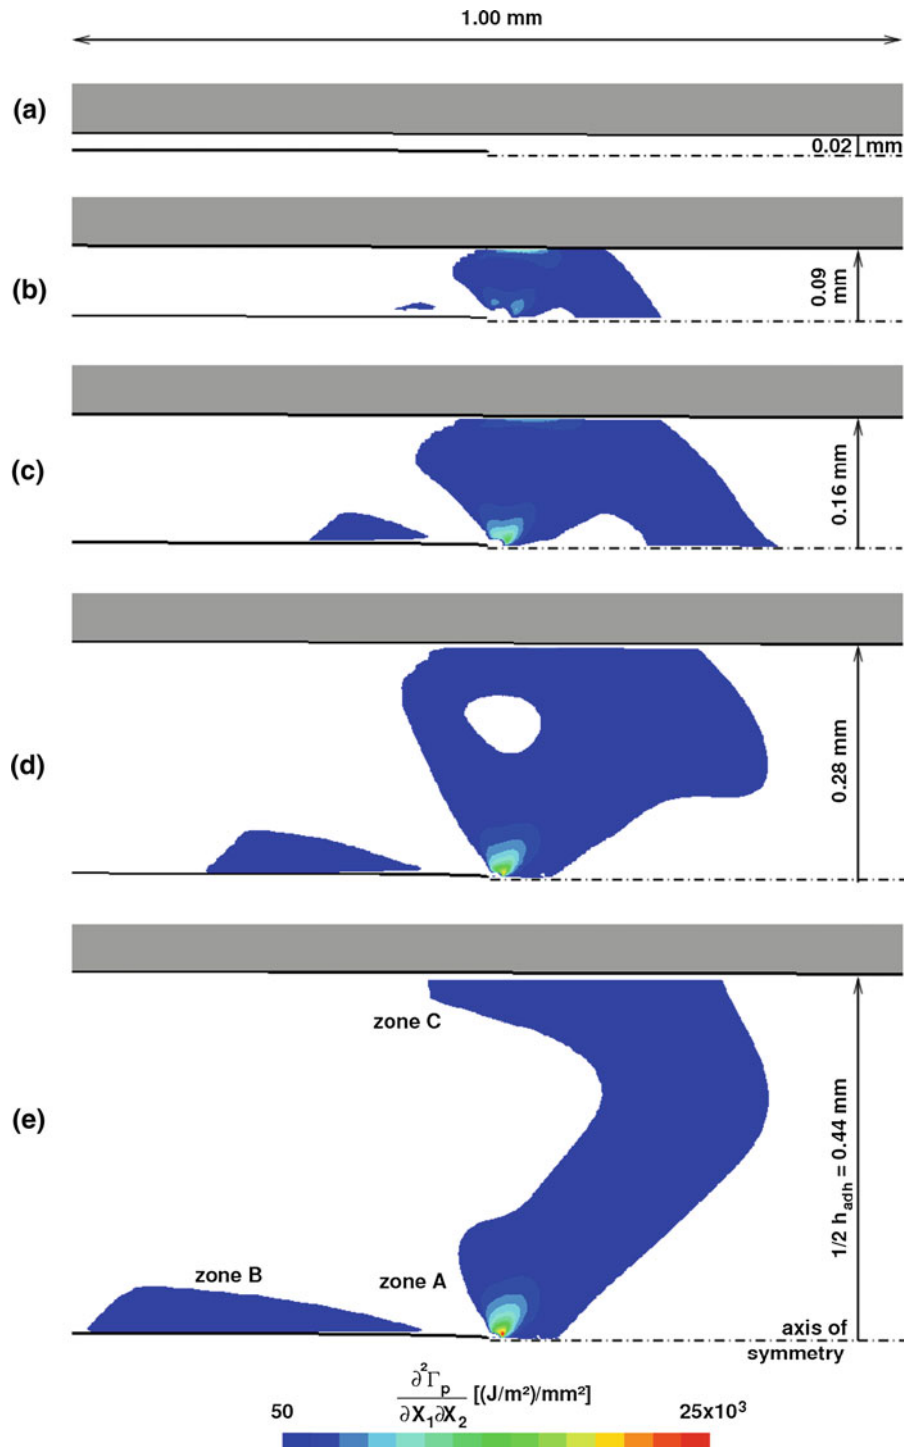 1.00 mm
(a)
0.02 mm
(b)
0.09 mm
(c)
0.16 mm
(d)
0.28 mm
(e)
zone C
zone B
zone A
1/2 h_adh = 0.44 mm
axis of
symmetry
50
∂²Γₚ / ∂X₁∂X₂ [(J/m²)/mm²]
25x10³